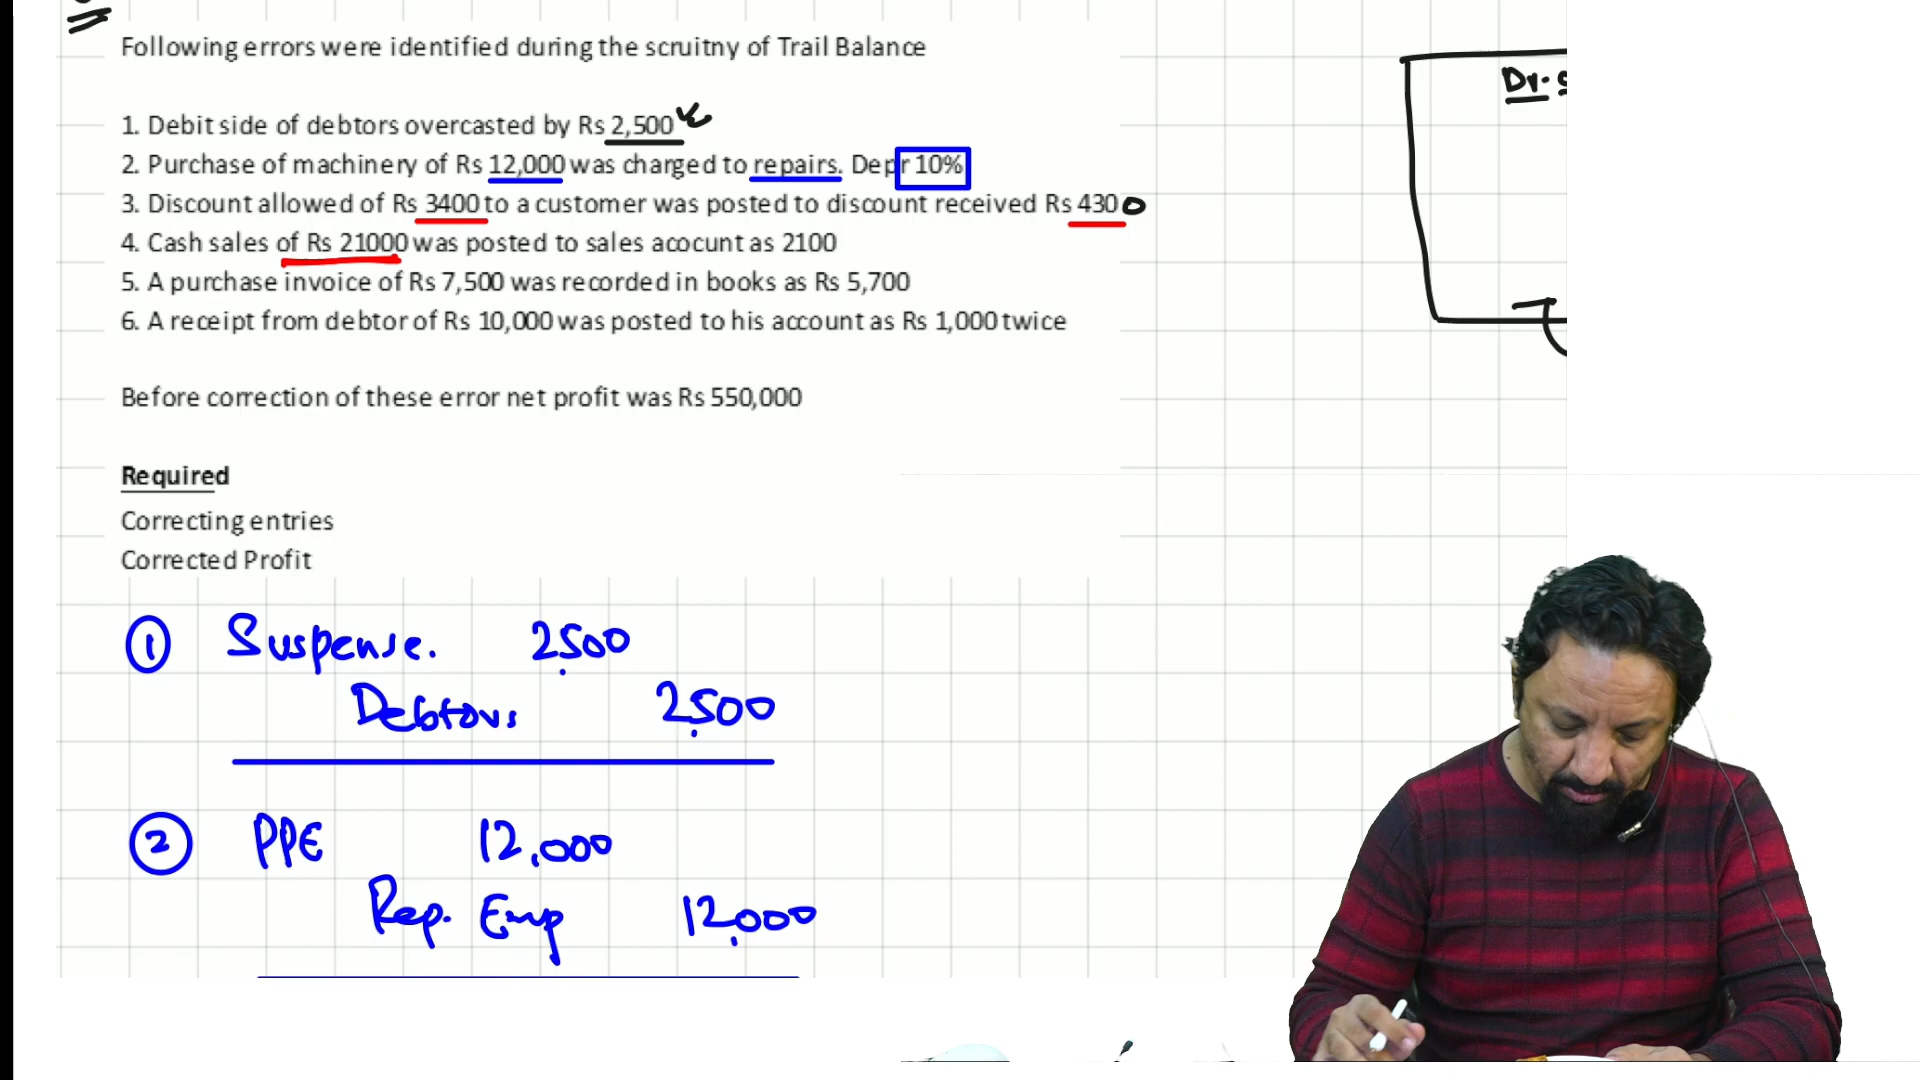 Following errors were identified during the scruitny of Trail Balance
1. Debit side of debtors overcasted by Rs 2,500
2. Purchase of machinery of Rs 12,000 was charged to repairs. Depr 10%
3. Discount allowed of Rs 3400 to a customer was posted to discount received Rs 4300
4. Cash sales of Rs 21000 was posted to sales acocunt as 2100
5. A purchase invoice of Rs 7,500 was recorded in books as Rs 5,700
6. A receipt from debtor of Rs 10,000 was posted to his account as Rs 1,000 twice
Before correction of these error net profit was Rs 550,000
Required
Correcting entries
Corrected Profit
① Suspense. 2500
Debtors 2500
② PPE 12,000
Rep. Exp 12,000
Dr.